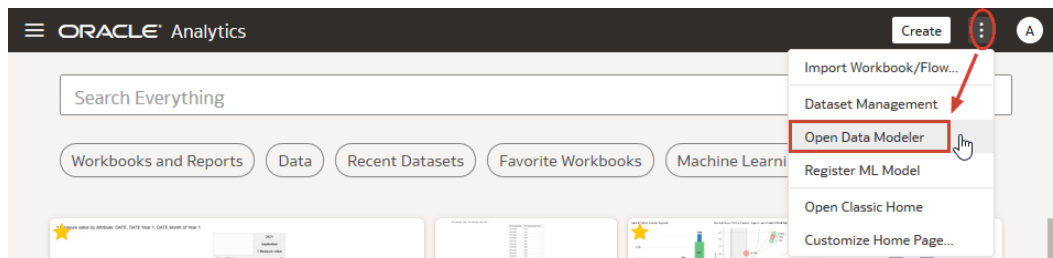 ORACLE Analytics
Create
A
Import Workbook/Flow...
Search Everything
Dataset Management
Open Data Modeler
Workbooks and Reports
Data
Recent Datasets
Favorite Workbooks
Machine Learni
Register ML Model
Open Classic Home
Customize Home Page...